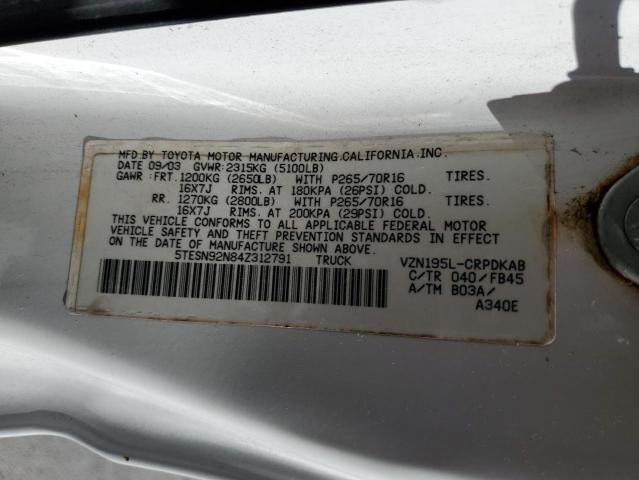 MFD BY TOYOTA MOTOR MANUFACTURING,CALIFORNIA,INC.
DATE 09/03 GVWR:2315KG (5100LB)
GAWR :FRT. 1200KG (2650LB) WITH P265/70R16 TIRES.
16X7J RIMS. AT 180KPA (26PSI) COLD.
RR. 1270KG (2800LB) WITH P265/70R16 TIRES.
16X7J RIMS. AT 200KPA (29PSI) COLD.
THIS VEHICLE CONFORMS TO ALL APPLICABLE FEDERAL MOTOR
VEHICLE SAFETY AND THEFT PREVENTION STANDARDS IN EFFECT
ON THE DATE OF MANUFACTURE SHOWN ABOVE.
5TESN92N84Z312791 TRUCK VZN195L-CRPDKAB
C/TR 040/FB45
A/TM B03A/
A340E